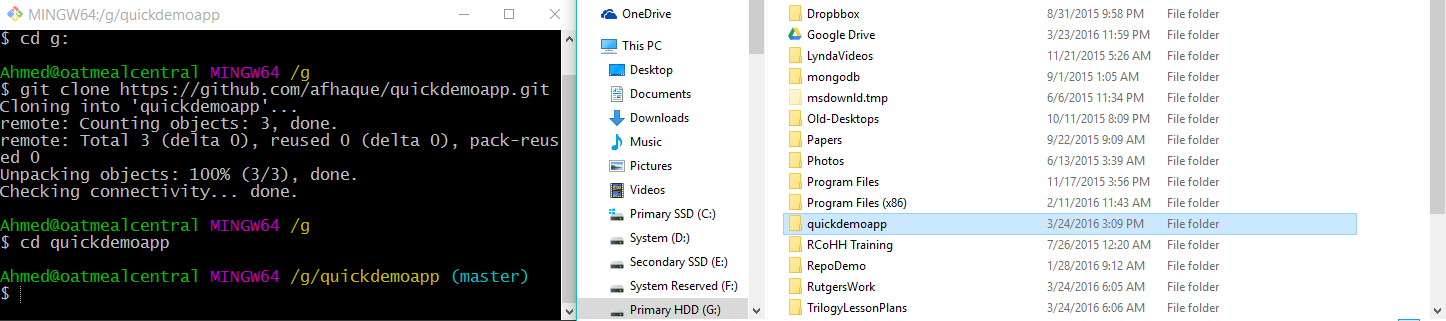 MINGW64:/g/quickdemoapp
$ cd g:
Ahmed@oatmealcentral MINGW64 /g
$ git clone https://github.com/afhaque/quickdemoapp.git
Cloning into 'quickdemoapp'...
remote: Counting objects: 3, done.
remote: Total 3 (delta 0), reused 0 (delta 0), pack-reus
ed 0
Unpacking objects: 100% (3/3), done.
Checking connectivity... done.
Ahmed@oatmealcentral MINGW64 /g
$ cd quickdemoapp
Ahmed@oatmealcentral MINGW64 /g/quickdemoapp (master)
$
OneDrive
This PC
Desktop
Documents
Downloads
Music
Pictures
Videos
Primary SSD (C:)
System (D:)
Secondary SSD (E:)
System Reserved (F:)
Primary HDD (G:)
Dropbbox 8/31/2015 9:58 PM File folder
Google Drive 3/23/2016 11:59 PM File folder
LyndaVideos 11/21/2015 5:26 AM File folder
mongodb 9/1/2015 1:05 AM File folder
msdownld.tmp 6/6/2015 11:34 PM File folder
Old-Desktops 10/11/2015 8:09 PM File folder
Papers 9/22/2015 9:09 AM File folder
Photos 6/13/2015 3:39 AM File folder
Program Files 11/17/2015 3:56 PM File folder
Program Files (x86) 2/11/2016 11:43 AM File folder
quickdemoapp 3/24/2016 3:09 PM File folder
RCoHH Training 7/26/2015 12:20 AM File folder
RepoDemo 1/28/2016 9:12 AM File folder
RutgersWork 3/24/2016 6:05 AM File folder
TrilogyLessonPlans 3/24/2016 6:06 AM File folder